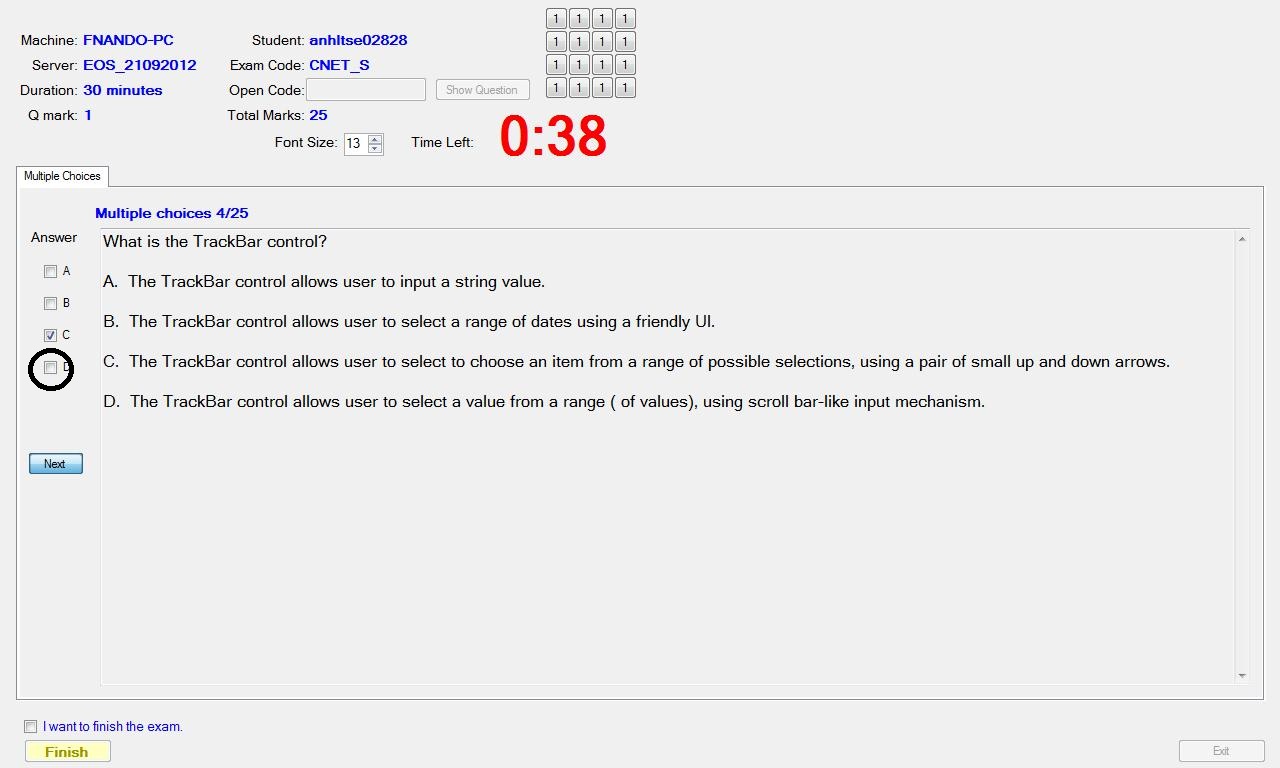 Machine: FNANDO-PC Student: anhltse02828
Server: EOS_21092012 Exam Code: CNET_S
Duration: 30 minutes Open Code: Show Question
Q mark: 1 Total Marks: 25
1 1 1 1
1 1 1 1
1 1 1 1
1 1 1 1
Font Size: 13 Time Left: 0:38
Multiple Choices
Multiple choices 4/25
Answer
A
B
C
D
Next
What is the TrackBar control?
A. The TrackBar control allows user to input a string value.
B. The TrackBar control allows user to select a range of dates using a friendly UI.
C. The TrackBar control allows user to select to choose an item from a range of possible selections, using a pair of small up and down arrows.
D. The TrackBar control allows user to select a value from a range ( of values), using scroll bar-like input mechanism.
I want to finish the exam.
Finish
Exit